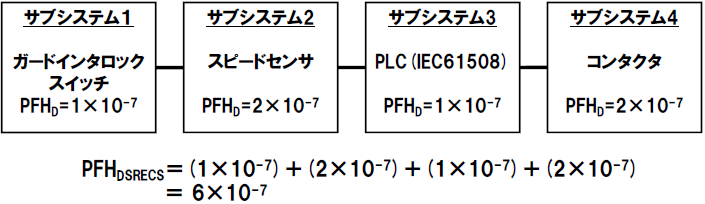 サブシステム1
ガードインタロック
スイッチ
PFHD=1×10⁻⁷
サブシステム2
スピードセンサ
PFHD=2×10⁻⁷
サブシステム3
PLC(IEC61508)
PFHD=1×10⁻⁷
サブシステム4
コンタクタ
PFHD=2×10⁻⁷
PFHDSRECS=(1×10⁻⁷)+(2×10⁻⁷)+(1×10⁻⁷)+(2×10⁻⁷)
= 6×10⁻⁷